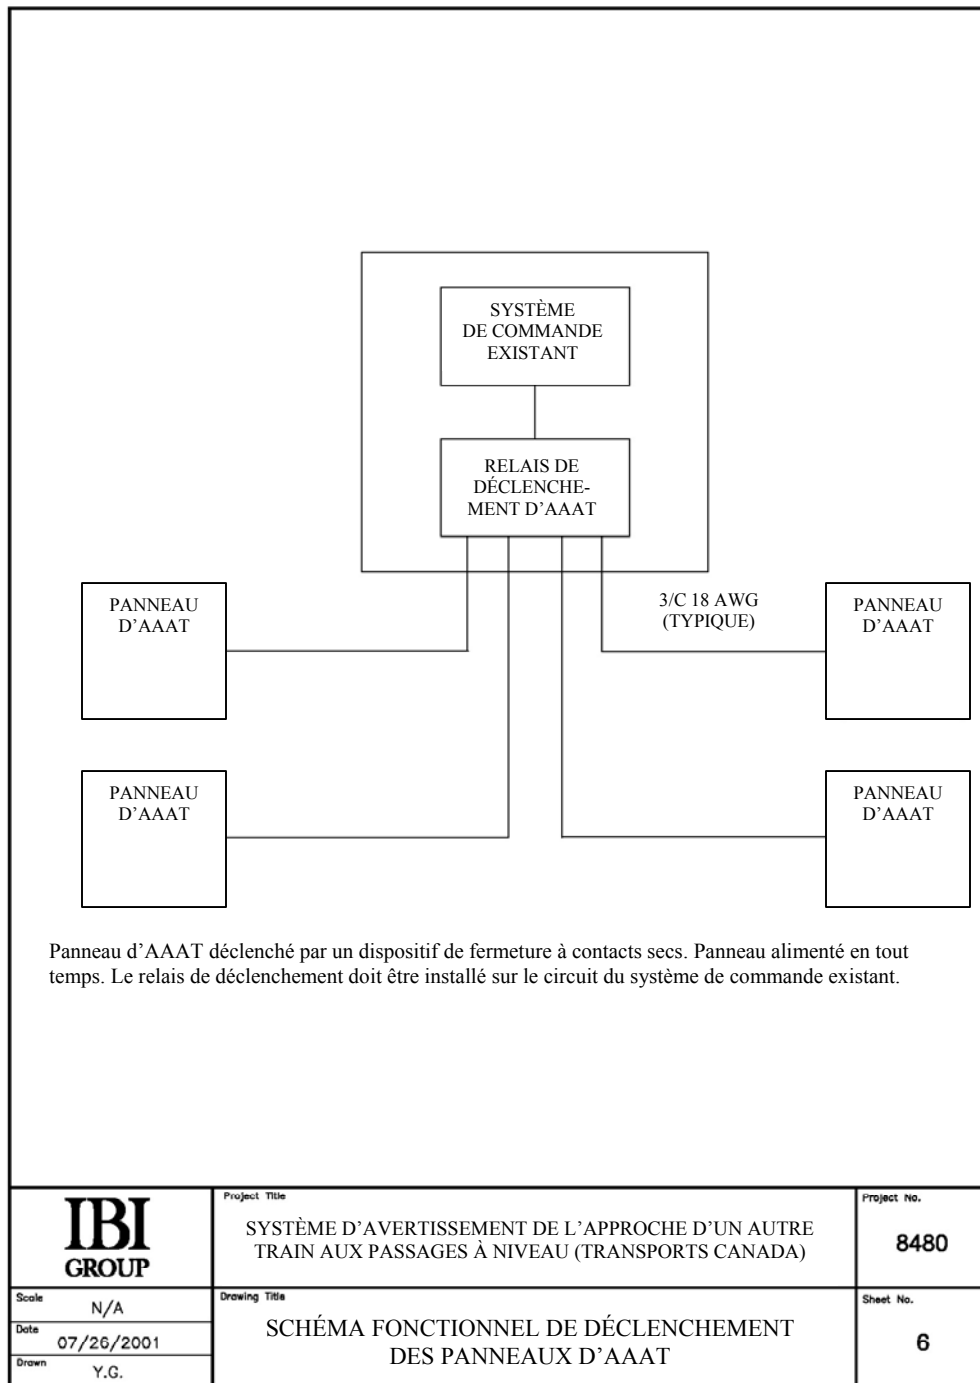 SYSTÈME
DE COMMANDE
EXISTANT
RELAIS DE
DÉCLENCHE-
MENT D'AAAT
3/C 18 AWG
(TYPIQUE)
PANNEAU
D'AAAT
PANNEAU
D'AAAT
PANNEAU
D'AAAT
PANNEAU
D'AAAT
Panneau d'AAAT déclenché par un dispositif de fermeture à contacts secs. Panneau alimenté en tout
temps. Le relais de déclenchement doit être installé sur le circuit du système de commande existant.
IBI
GROUP
Project Title
SYSTÈME D'AVERTISSEMENT DE L'APPROCHE D'UN AUTRE
TRAIN AUX PASSAGES À NIVEAU (TRANSPORTS CANADA)
Project No.
8480
Scale
N/A
Date
07/26/2001
Drawn
Y.G.
Drawing Title
SCHÉMA FONCTIONNEL DE DÉCLENCHEMENT
DES PANNEAUX D'AAAT
Sheet No.
6